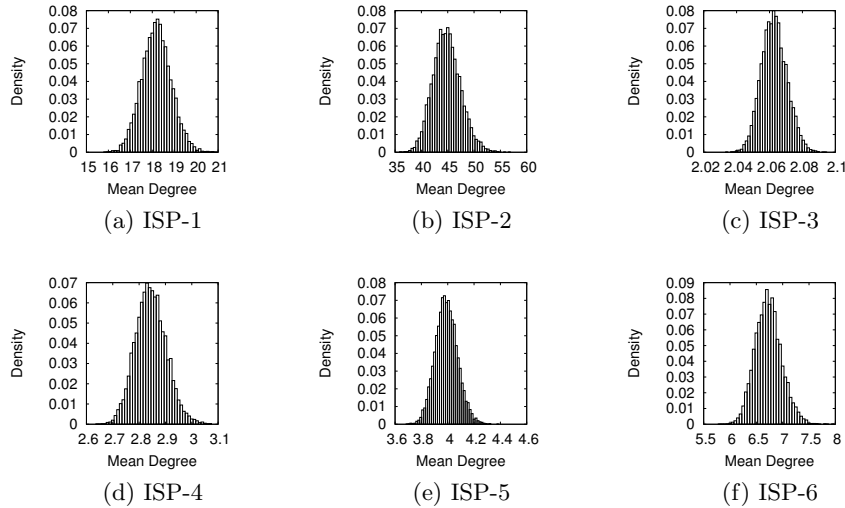 0.08
0.07
0.06
0.05
0.04
0.03
0.02
0.01
0
Density
15 16 17 18 19 20 21
Mean Degree
(a) ISP-1
0.08
0.07
0.06
0.05
0.04
0.03
0.02
0.01
0
Density
35 40 45 50 55 60
Mean Degree
(b) ISP-2
0.08
0.07
0.06
0.05
0.04
0.03
0.02
0.01
0
Density
2.02 2.04 2.06 2.08 2.1
Mean Degree
(c) ISP-3
0.07
0.06
0.05
0.04
0.03
0.02
0.01
0
Density
2.6 2.7 2.8 2.9 3 3.1
Mean Degree
(d) ISP-4
0.08
0.07
0.06
0.05
0.04
0.03
0.02
0.01
0
Density
3.6 3.8 4 4.2 4.4 4.6
Mean Degree
(e) ISP-5
0.09
0.08
0.07
0.06
0.05
0.04
0.03
0.02
0.01
0
Density
5.5 6 6.5 7 7.5 8
Mean Degree
(f) ISP-6